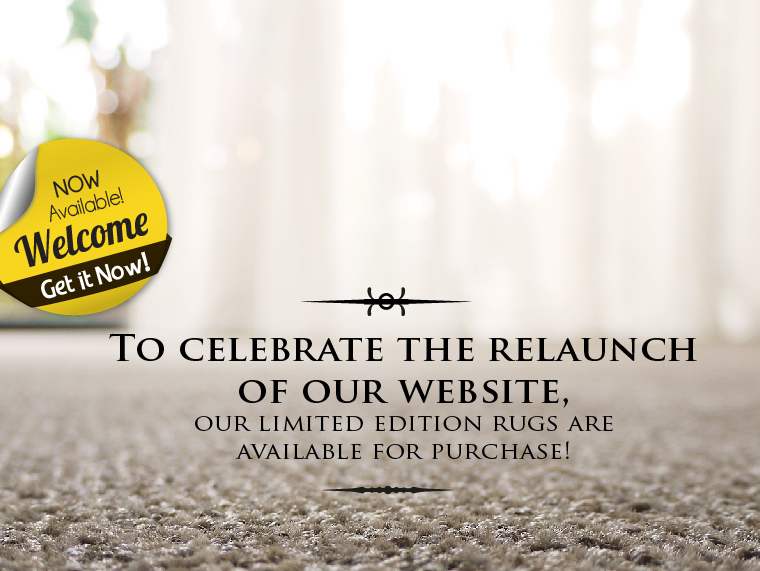 NOW
Available!
Welcome
Get it Now!
To celebrate the relaunch
of our website,
our limited edition rugs are
available for purchase!